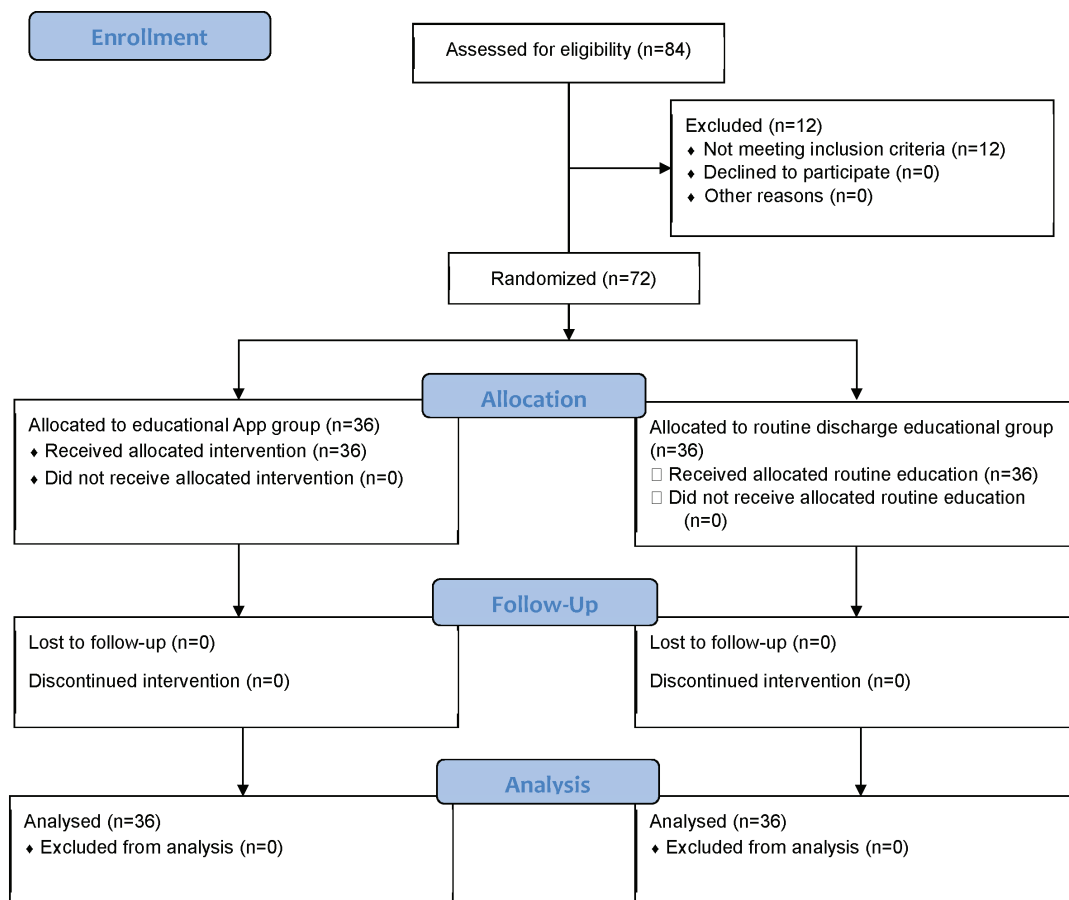 Enrollment
Assessed for eligibility (n=84)
Excluded (n=12)
♦ Not meeting inclusion criteria (n=12)
♦ Declined to participate (n=0)
♦ Other reasons (n=0)
Randomized (n=72)
Allocation
Allocated to educational App group (n=36)
♦ Received allocated intervention (n=36)
♦ Did not receive allocated intervention (n=0)
Allocated to routine discharge educational group
(n=36)
□ Received allocated routine education (n=36)
□ Did not receive allocated routine education
(n=0)
Follow-Up
Lost to follow-up (n=0)
Discontinued intervention (n=0)
Lost to follow-up (n=0)
Discontinued intervention (n=0)
Analysis
Analysed (n=36)
♦ Excluded from analysis (n=0)
Analysed (n=36)
♦ Excluded from analysis (n=0)